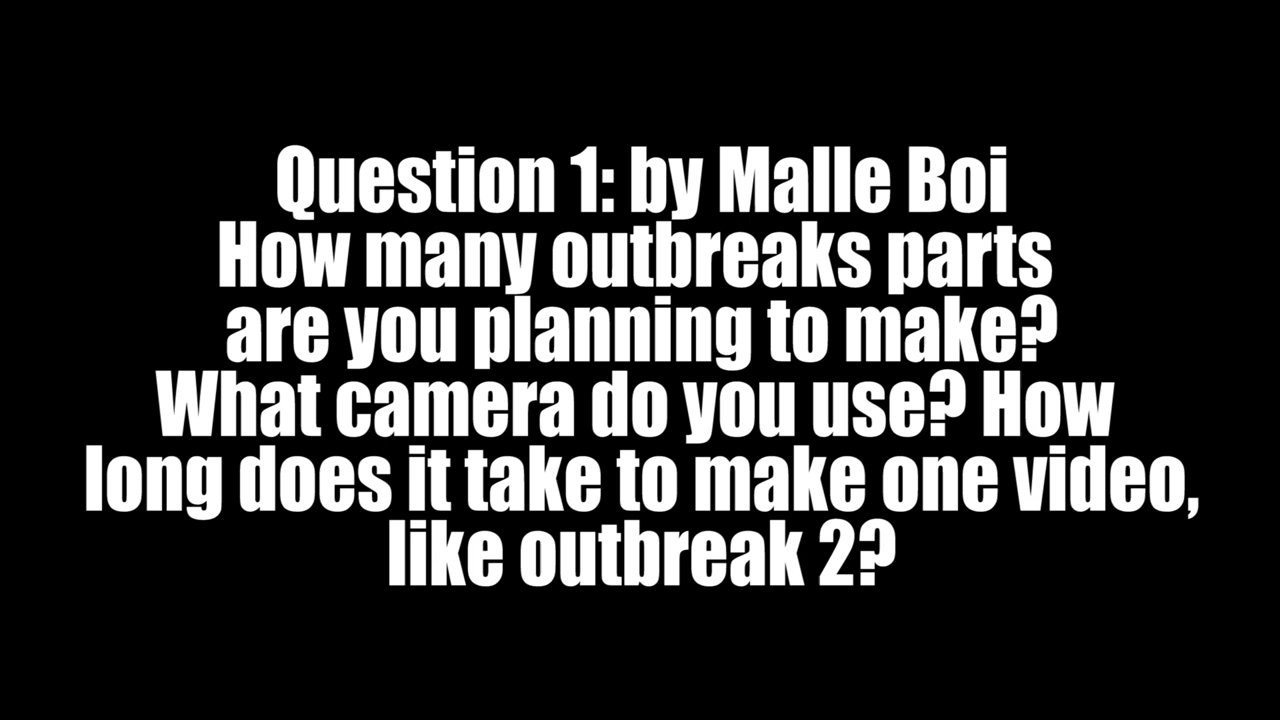 Question 1: by Malle Boi
How many outbreaks parts
are you planning to make?
What camera do you use? How
long does it take to make one video,
like outbreak 2?